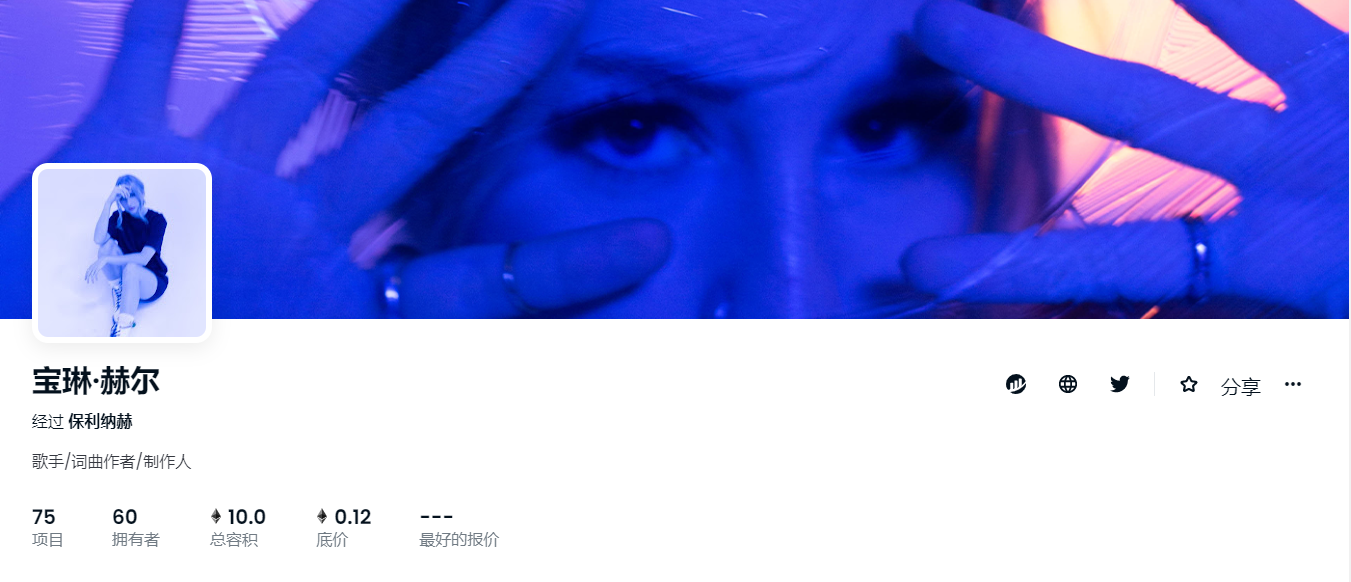 宝琳·赫尔
分享
经过 保利纳赫
歌手/词曲作者/制作人
75 60 10.0 0.12 ---
项目 拥有者 总容积 底价 最好的报价